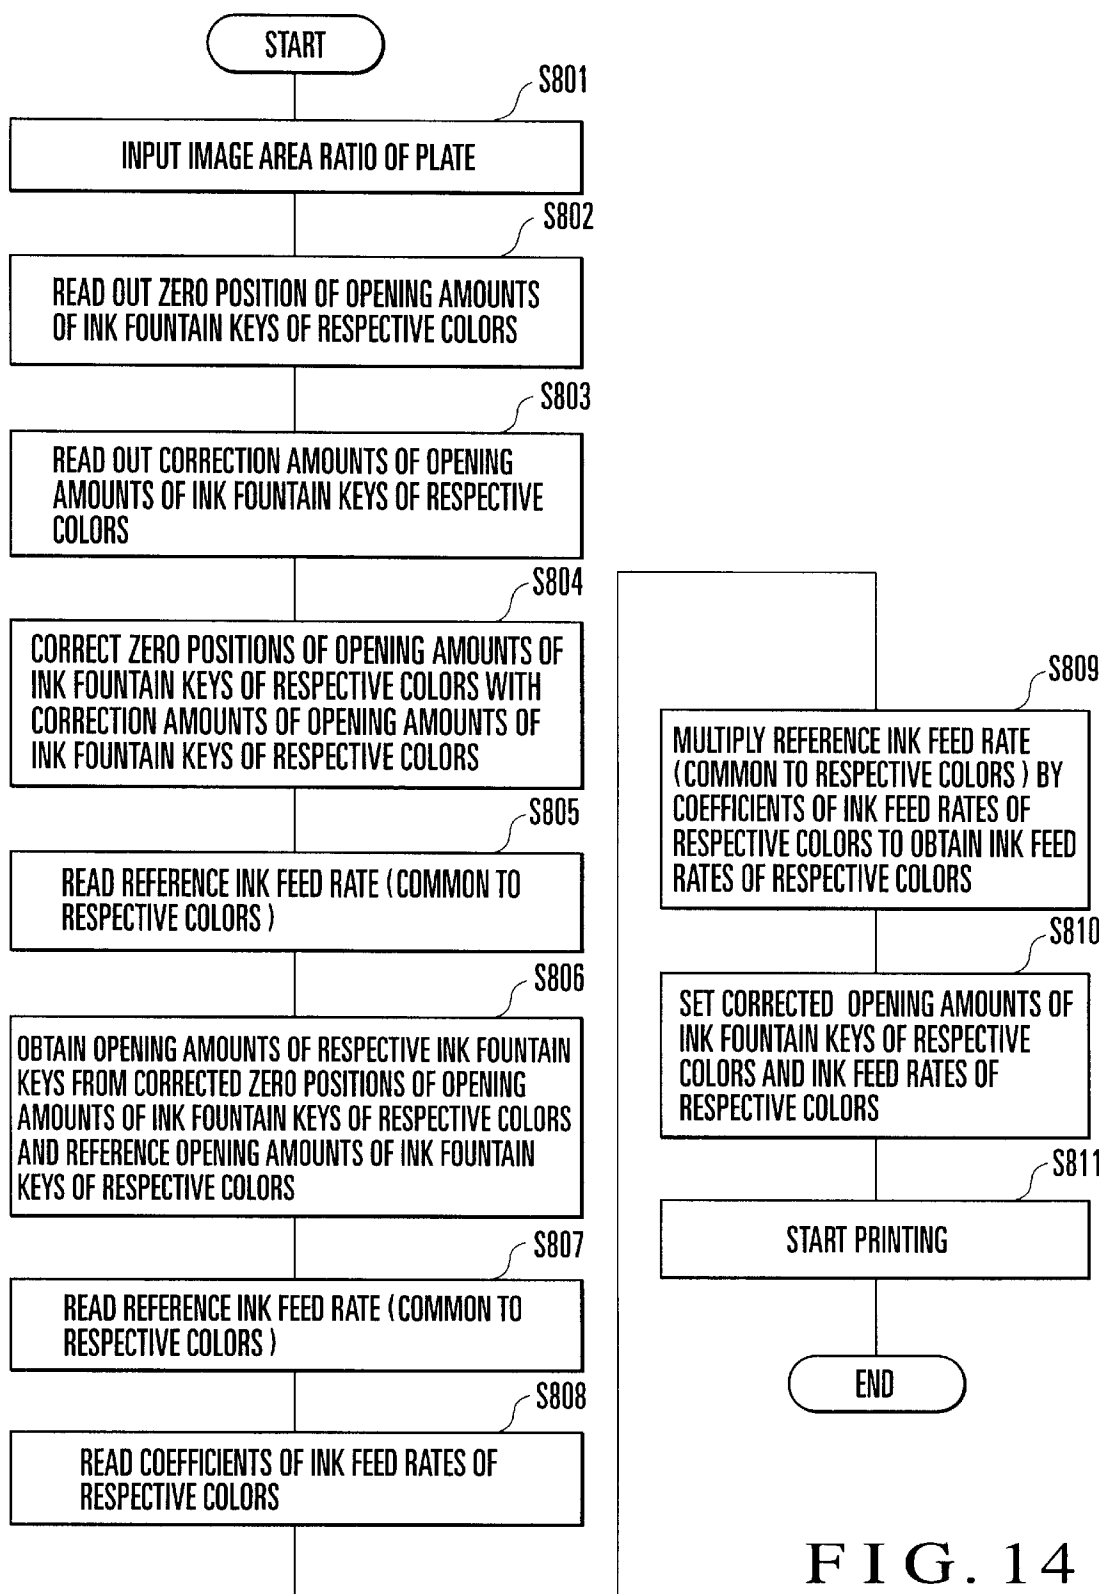 START
S801
INPUT IMAGE AREA RATIO OF PLATE
S802
READ OUT ZERO POSITION OF OPENING AMOUNTS
OF INK FOUNTAIN KEYS OF RESPECTIVE COLORS
S803
READ OUT CORRECTION AMOUNTS OF OPENING
AMOUNTS OF INK FOUNTAIN KEYS OF RESPECTIVE
COLORS
S804
CORRECT ZERO POSITIONS OF OPENING AMOUNTS OF
INK FOUNTAIN KEYS OF RESPECTIVE COLORS WITH
CORRECTION AMOUNTS OF OPENING AMOUNTS OF
INK FOUNTAIN KEYS OF RESPECTIVE COLORS
S805
READ REFERENCE INK FEED RATE (COMMON TO
RESPECTIVE COLORS)
S806
OBTAIN OPENING AMOUNTS OF RESPECTIVE INK FOUNTAIN
KEYS FROM CORRECTED ZERO POSITIONS OF OPENING
AMOUNTS OF INK FOUNTAIN KEYS OF RESPECTIVE COLORS
AND REFERENCE OPENING AMOUNTS OF INK FOUNTAIN
KEYS OF RESPECTIVE COLORS
S807
READ REFERENCE INK FEED RATE (COMMON TO
RESPECTIVE COLORS)
S808
READ COEFFICIENTS OF INK FEED RATES OF
RESPECTIVE COLORS
S809
MULTIPLY REFERENCE INK FEED RATE
(COMMON TO RESPECTIVE COLORS) BY
COEFFICIENTS OF INK FEED RATES OF
RESPECTIVE COLORS TO OBTAIN INK FEED
RATES OF RESPECTIVE COLORS
S810
SET CORRECTED OPENING AMOUNTS OF
INK FOUNTAIN KEYS OF RESPECTIVE
COLORS AND INK FEED RATES OF
RESPECTIVE COLORS
S811
START PRINTING
END
FIG. 14